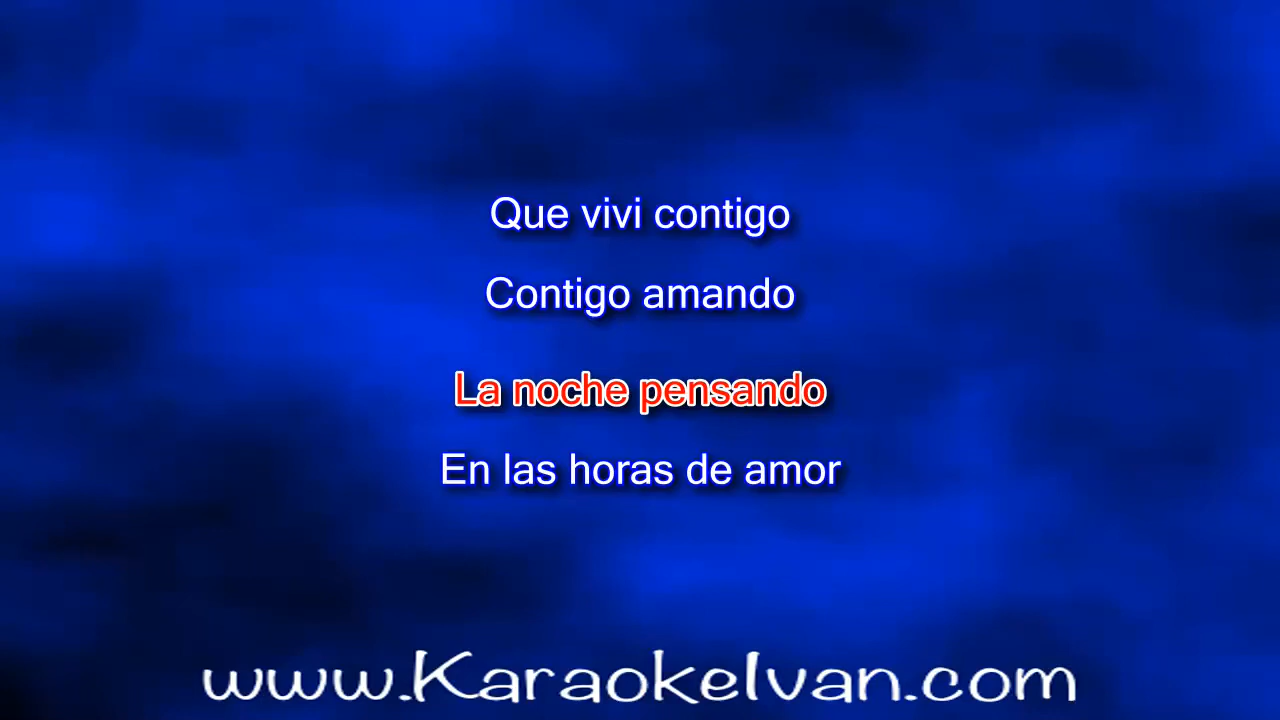 Que vivi contigo
Contigo amando
La noche pensando
En las horas de amor
www.KaraokeIvan.com